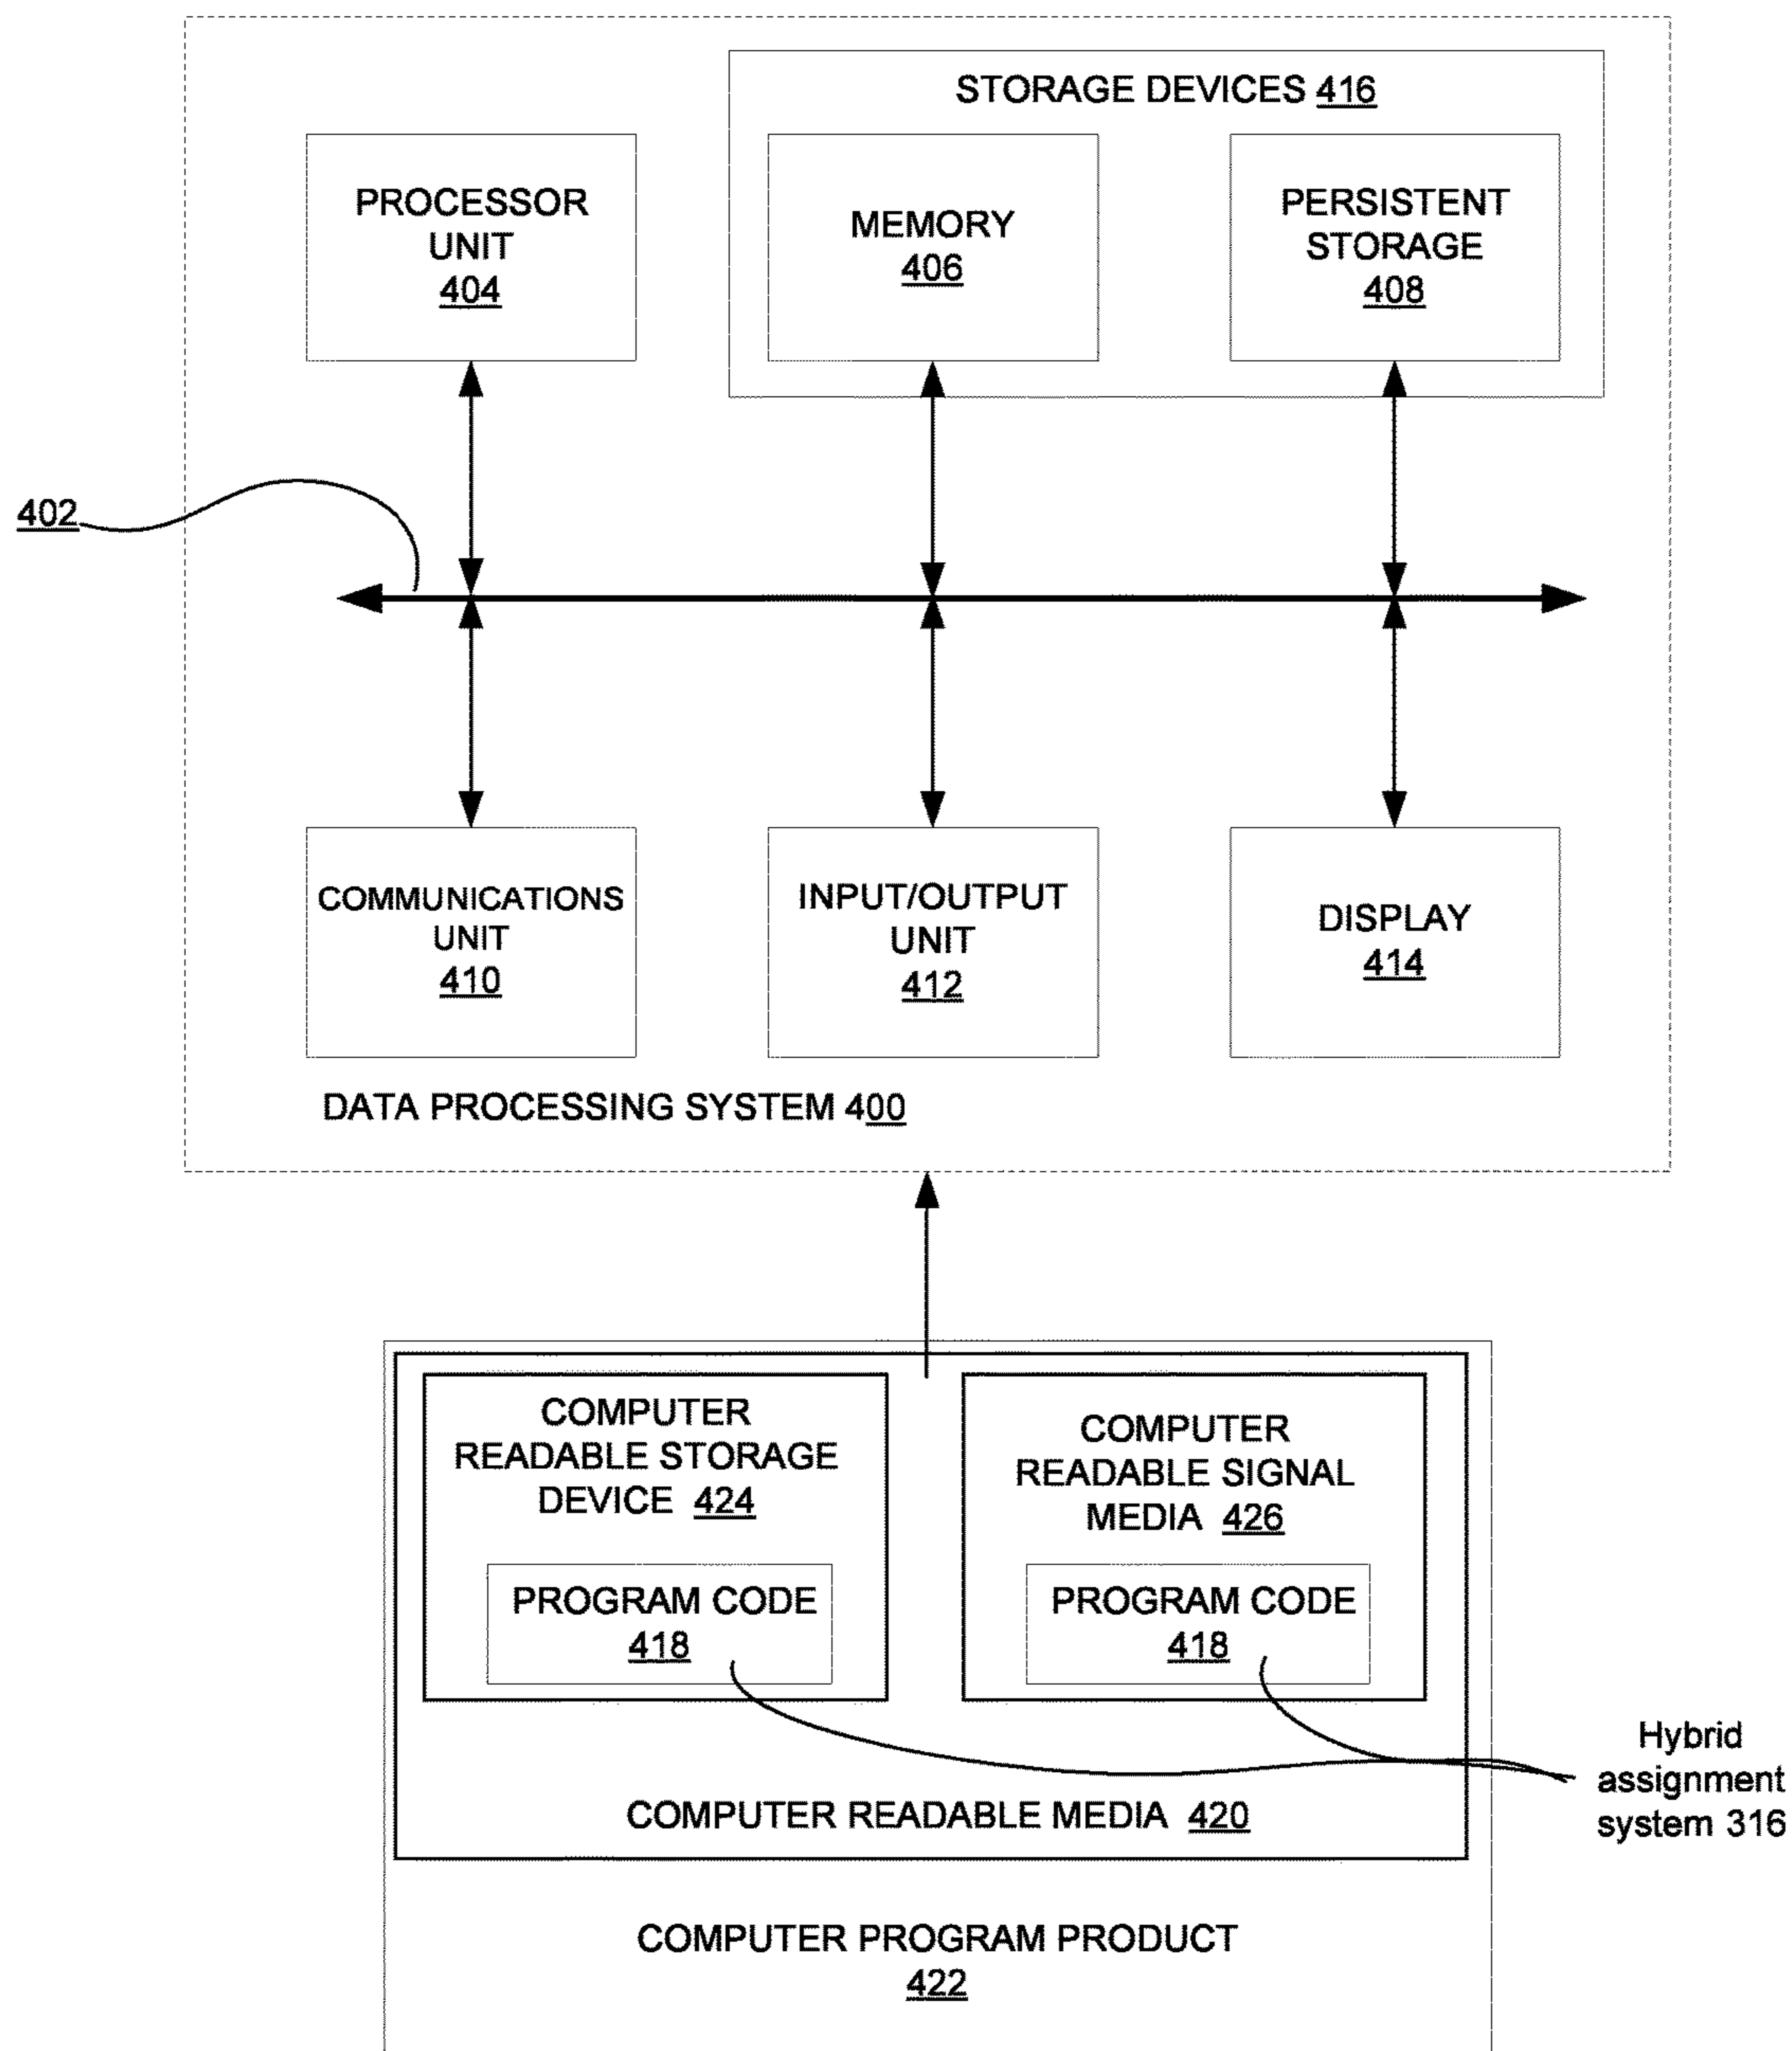 STORAGE DEVICES 416
PROCESSOR
UNIT
404
MEMORY
406
PERSISTENT
STORAGE
408
402
COMMUNICATIONS
UNIT
410
INPUT/OUTPUT
UNIT
412
DISPLAY
414
DATA PROCESSING SYSTEM 400
COMPUTER
READABLE STORAGE
DEVICE 424
PROGRAM CODE
418
COMPUTER
READABLE SIGNAL
MEDIA 426
PROGRAM CODE
418
Hybrid
assignment
system 316
COMPUTER READABLE MEDIA 420
COMPUTER PROGRAM PRODUCT
422